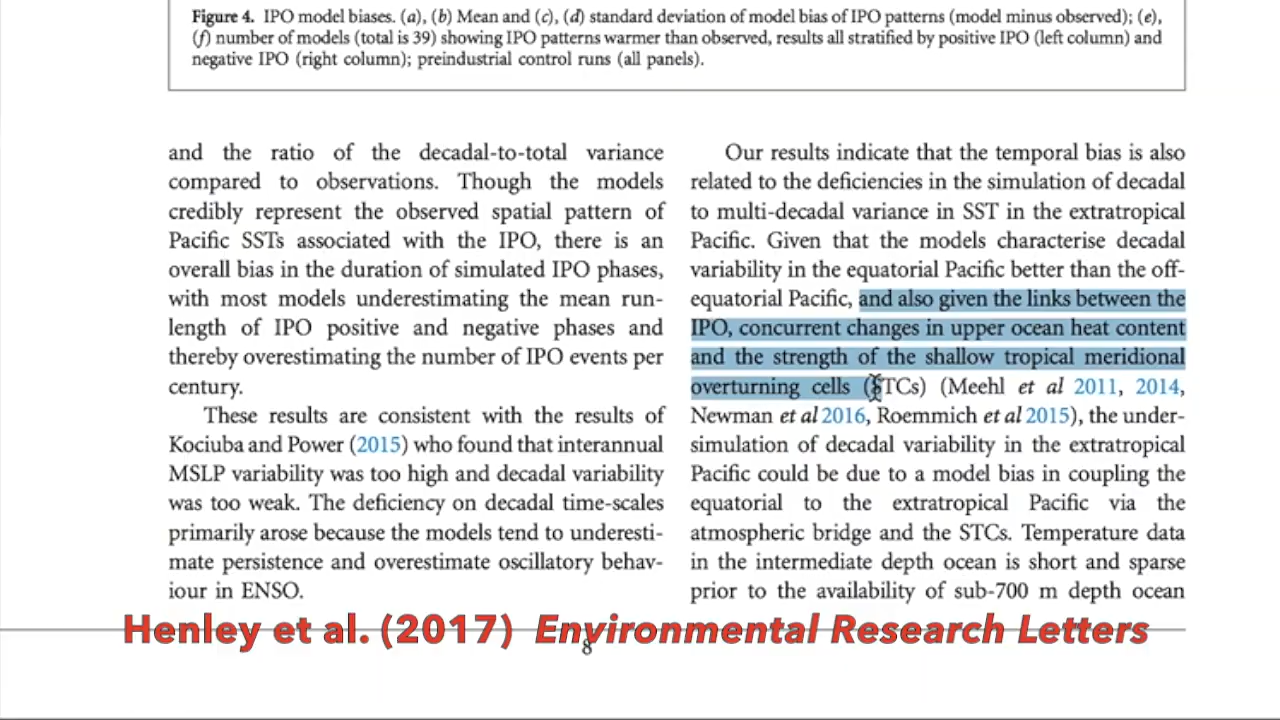 Figure 4. IPO model biases. (a), (b) Mean and (c), (d) standard deviation of model bias of IPO patterns (model minus observed); (e),
(f) number of models (total is 39) showing IPO patterns warmer than observed, results all stratified by positive IPO (left column) and
negative IPO (right column); preindustrial control runs (all panels).
and the ratio of the decadal-to-total variance
compared to observations. Though the models
credibly represent the observed spatial pattern of
Pacific SSTs associated with the IPO, there is an
overall bias in the duration of simulated IPO phases,
with most models underestimating the mean run-
length of IPO positive and negative phases and
thereby overestimating the number of IPO events per
century.
These results are consistent with the results of
Kociuba and Power (2015) who found that interannual
MSLP variability was too high and decadal variability
was too weak. The deficiency on decadal time-scales
primarily arose because the models tend to underesti-
mate persistence and overestimate oscillatory behav-
iour in ENSO.
Our results indicate that the temporal bias is also
related to the deficiencies in the simulation of decadal
to multi-decadal variance in SST in the extratropical
Pacific. Given that the models characterise decadal
variability in the equatorial Pacific better than the off-
equatorial Pacific, and also given the links between the
IPO, concurrent changes in upper ocean heat content
and the strength of the shallow tropical meridional
overturning cells (STCs) (Meehl et al 2011, 2014,
Newman et al 2016, Roemmich et al 2015), the under-
simulation of decadal variability in the extratropical
Pacific could be due to a model bias in coupling the
equatorial to the extratropical Pacific via the
atmospheric bridge and the STCs. Temperature data
in the intermediate depth ocean is short and sparse
prior to the availability of sub-700 m depth ocean
Henley et al. (2017) Environmental Research Letters
8